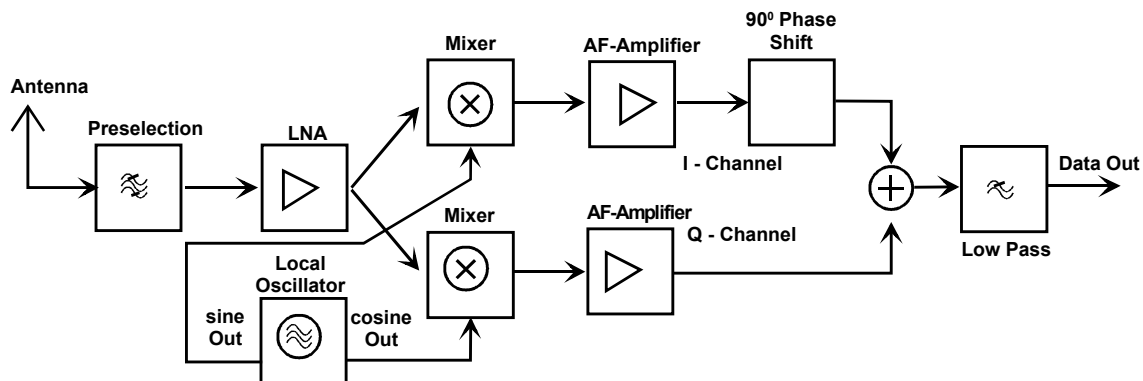 Antenna
Preselection
LNA
Mixer
AF-Amplifier
90⁰ Phase
Shift
I - Channel
Mixer
AF-Amplifier
Q - Channel
Data Out
Low Pass
Local
Oscillator
sine
Out
cosine
Out